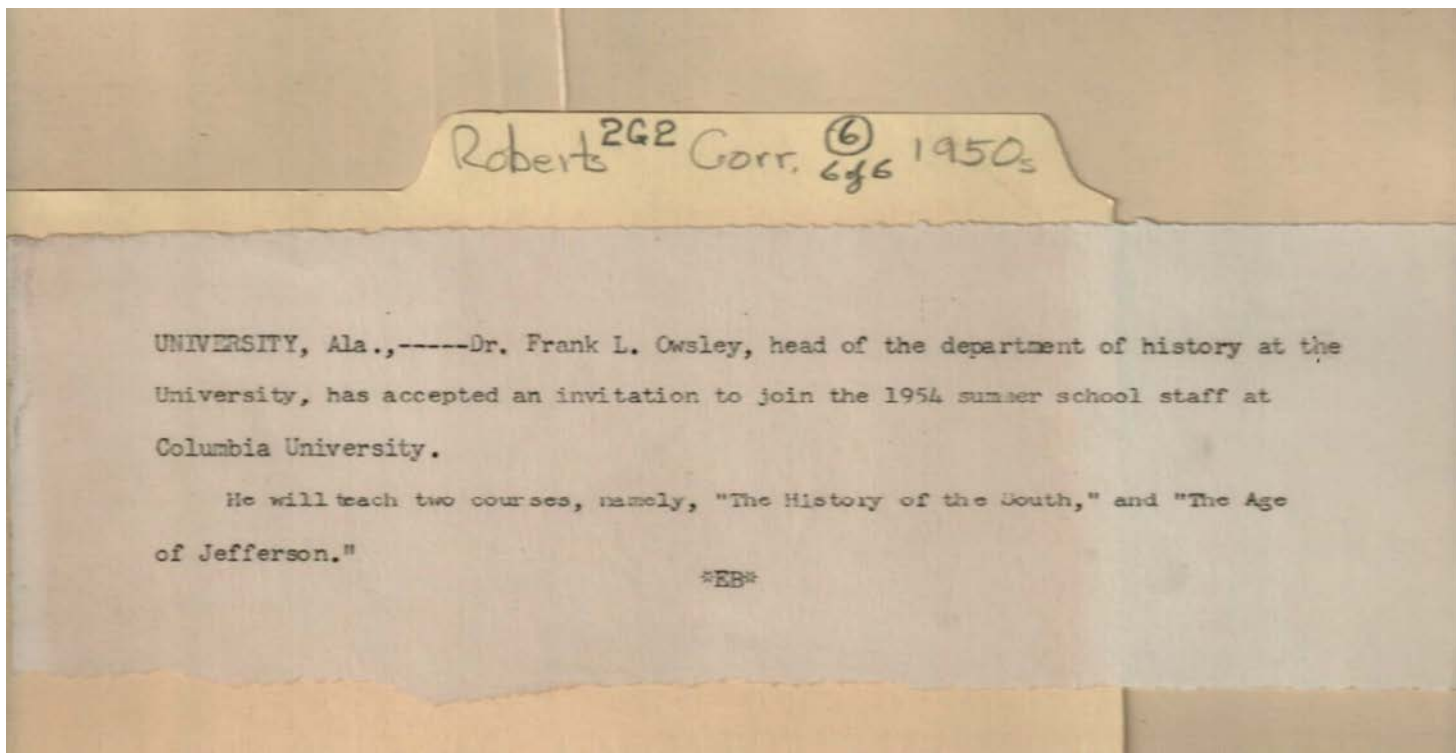 Roberts 2G2 Corr. 6 6 of 6 1950s
UNIVERSITY, Ala.,-----Dr. Frank L. Owsley, head of the department of history at the
University, has accepted an invitation to join the 1954 summer school staff at
Columbia University.
He will teach two courses, namely, "The History of the South," and "The Age
of Jefferson."
*EB*